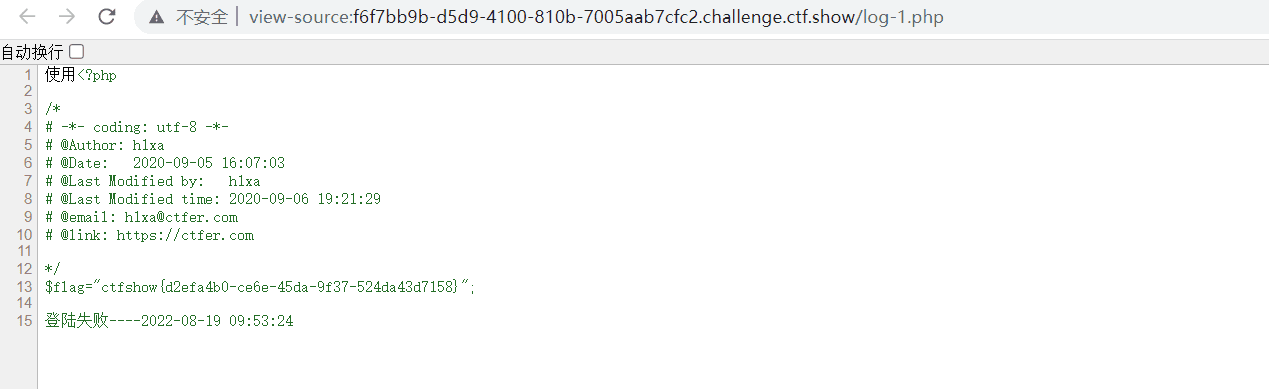 不安全 | view-source:f6f7bb9b-d5d9-4100-810b-7005aab7cfc2.challenge.ctf.show/log-1.php
自动换行
1 使用<?php
2
3 /*
4 # -*- coding: utf-8 -*-
5 # @Author: h1xa
6 # @Date:   2020-09-05 16:07:03
7 # @Last Modified by:   h1xa
8 # @Last Modified time: 2020-09-06 19:21:29
9 # @email: h1xa@ctfer.com
10 # @link: https://ctfer.com
11
12 */
13 $flag="ctfshow{d2efa4b0-ce6e-45da-9f37-524da43d7158}";
14
15 登陆失败----2022-08-19 09:53:24